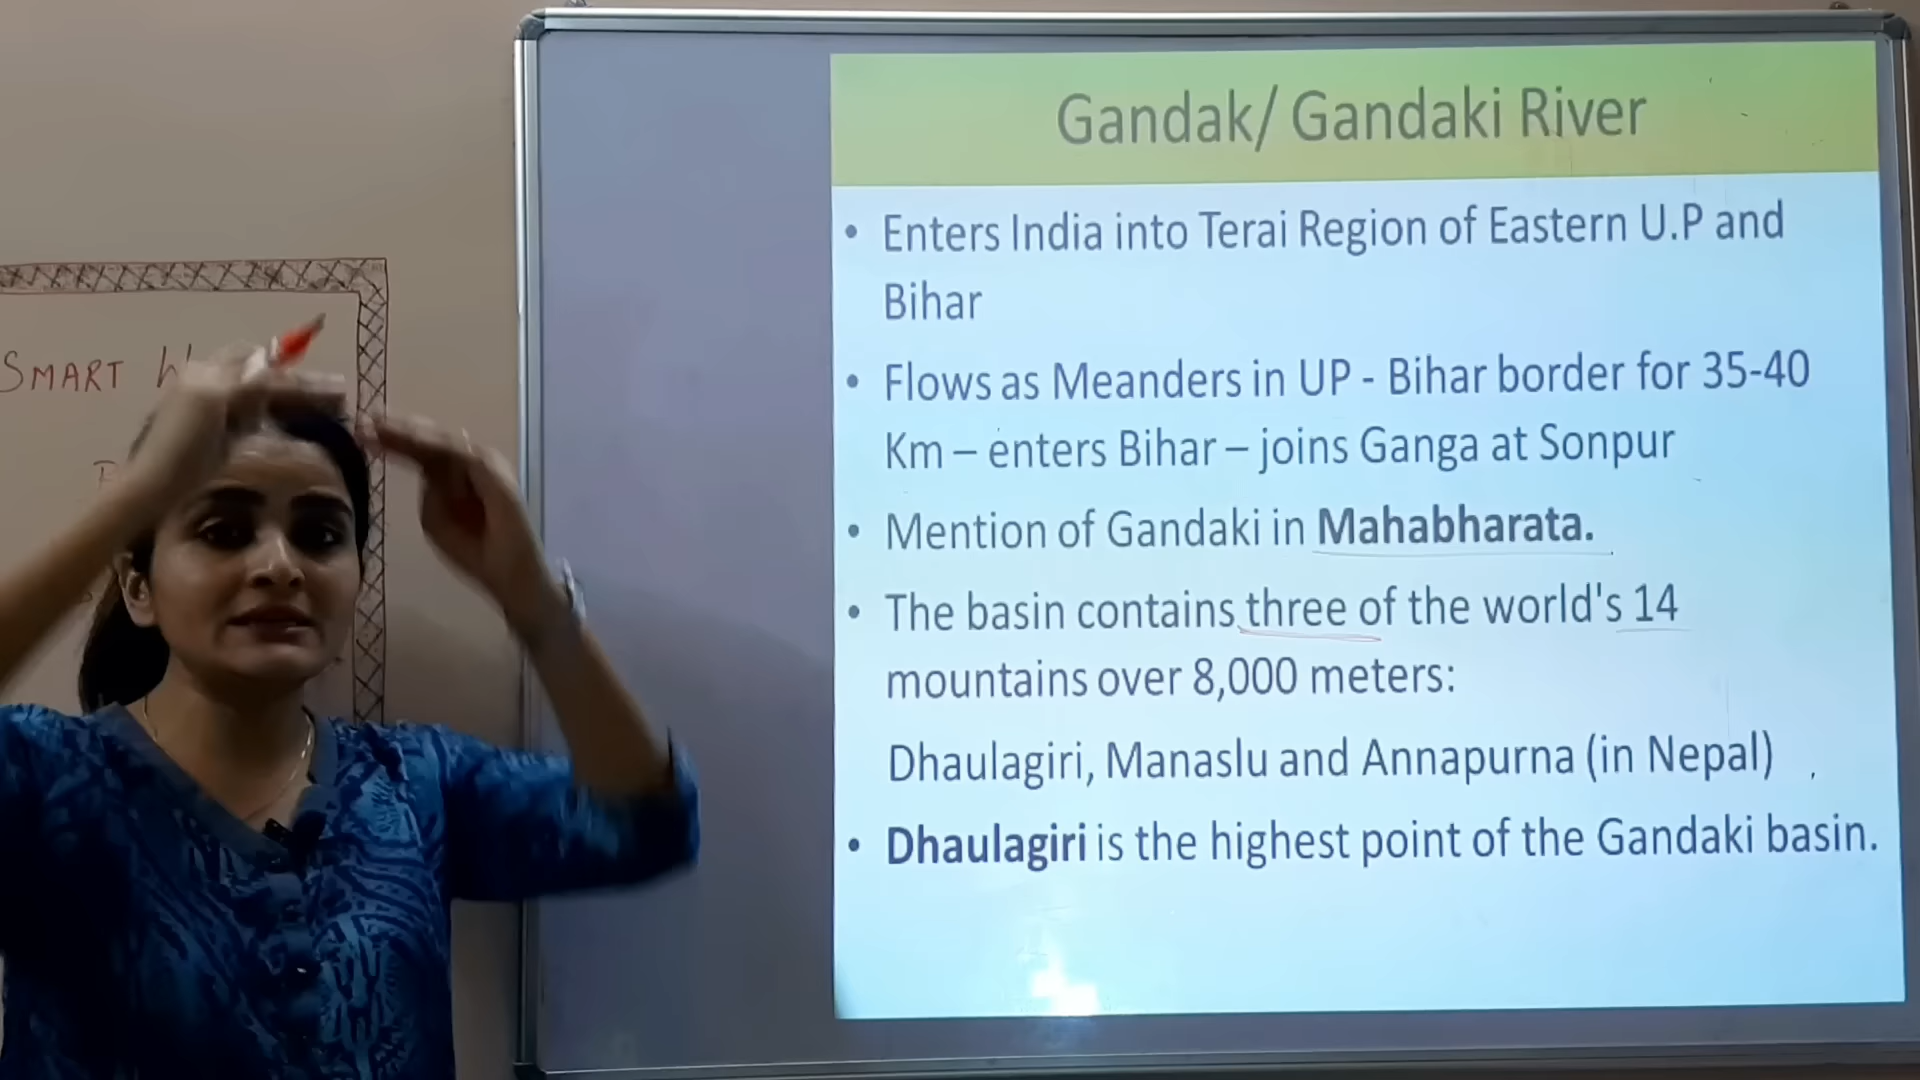 Gandak/ Gandaki River
• Enters India into Terai Region of Eastern U.P and
Bihar
• Flows as Meanders in UP - Bihar border for 35-40
Km – enters Bihar – joins Ganga at Sonpur
• Mention of Gandaki in Mahabharata.
• The basin contains three of the world's 14
mountains over 8,000 meters:
Dhaulagiri, Manaslu and Annapurna (in Nepal)
• Dhaulagiri is the highest point of the Gandaki basin.
SMART